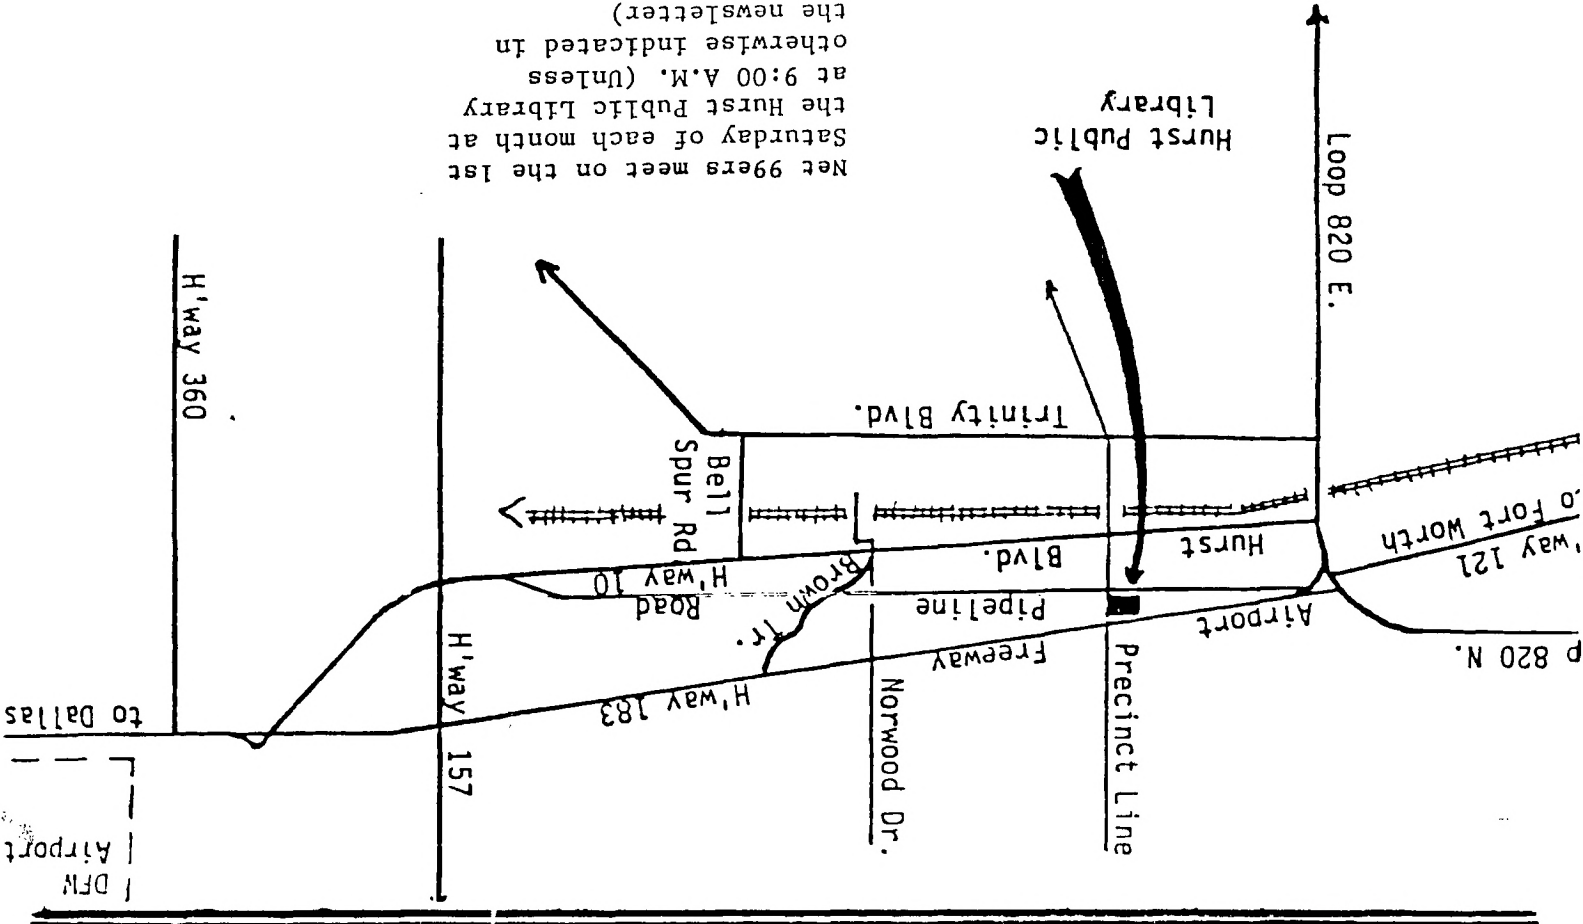 DFW
Airport
to Dallas
Precinct Line
Norwood Dr.
H'way 157
H'way 183
p 820 N.
Airport
Freeway
Pipeline
Road
Brown Tr.
'way 121
to Fort Worth
Hurst
Blvd.
H'way 10
Bell
Spur Rd
Trinity Blvd.
Loop 820 E.
H'way 360
Hurst Public
Library
Net 99ers meet on the 1st
Saturday of each month at
the Hurst Public Library
at 9:00 A.M. (Unless
otherwise indicated in
the newsletter)